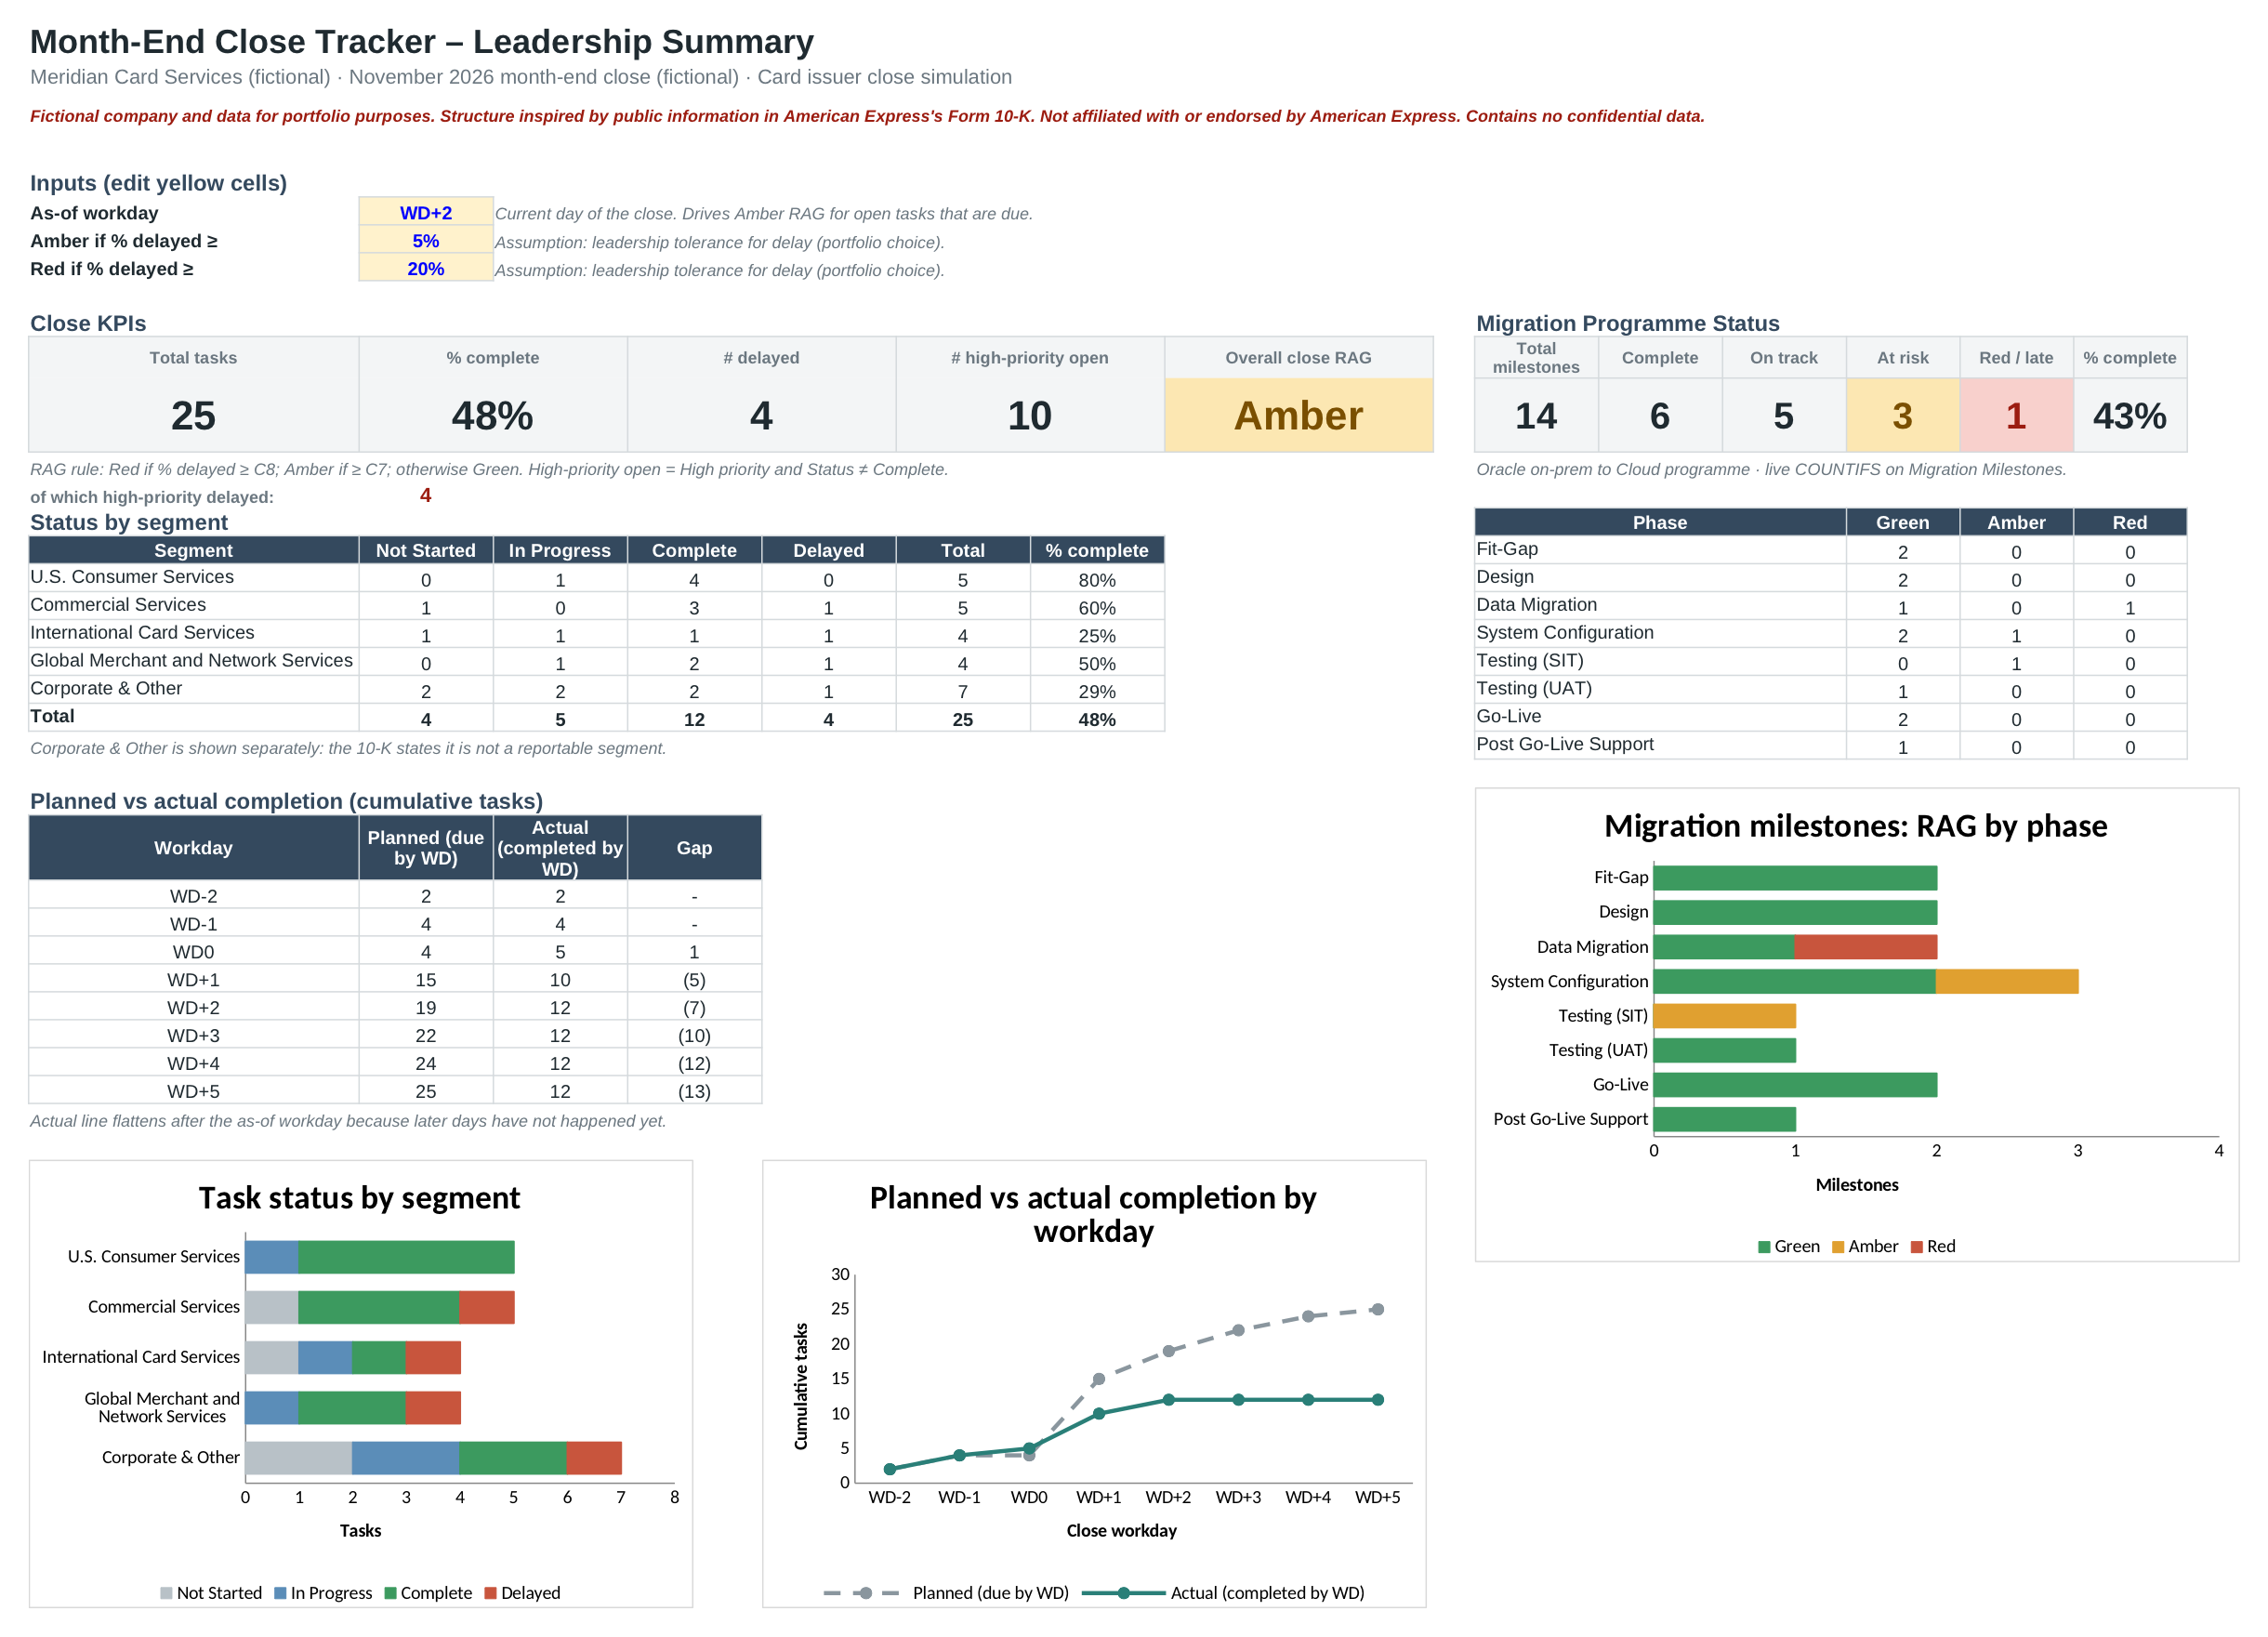 Month-End Close Tracker – Leadership Summary
Meridian Card Services (fictional) · November 2026 month-end close (fictional) · Card issuer close simulation
Fictional company and data for portfolio purposes. Structure inspired by public information in American Express's Form 10-K. Not affiliated with or endorsed by American Express. Contains no confidential data.
Inputs (edit yellow cells)
As-of workday WD+2 Current day of the close. Drives Amber RAG for open tasks that are due.
Amber if % delayed ≥ 5% Assumption: leadership tolerance for delay (portfolio choice).
Red if % delayed ≥ 20% Assumption: leadership tolerance for delay (portfolio choice).
Close KPIs
Total tasks % complete # delayed # high-priority open Overall close RAG
25 48% 4 10 Amber
RAG rule: Red if % delayed ≥ C8; Amber if ≥ C7; otherwise Green. High-priority open = High priority and Status ≠ Complete.
of which high-priority delayed: 4
Status by segment
Segment Not Started In Progress Complete Delayed Total % complete
U.S. Consumer Services 0 1 4 0 5 80%
Commercial Services 1 0 3 1 5 60%
International Card Services 1 1 1 1 4 25%
Global Merchant and Network Services 0 1 2 1 4 50%
Corporate & Other 2 2 2 1 7 29%
Total 4 5 12 4 25 48%
Corporate & Other is shown separately: the 10-K states it is not a reportable segment.
Planned vs actual completion (cumulative tasks)
Workday Planned (due by WD) Actual (completed by WD) Gap
WD-2 2 2 -
WD-1 4 4 -
WD0 4 5 1
WD+1 15 10 (5)
WD+2 19 12 (7)
WD+3 22 12 (10)
WD+4 24 12 (12)
WD+5 25 12 (13)
Actual line flattens after the as-of workday because later days have not happened yet.
Migration Programme Status
Total milestones Complete On track At risk Red / late % complete
14 6 5 3 1 43%
Oracle on-prem to Cloud programme · live COUNTIFS on Migration Milestones.
Phase Green Amber Red
Fit-Gap 2 0 0
Design 2 0 0
Data Migration 1 0 1
System Configuration 2 1 0
Testing (SIT) 0 1 0
Testing (UAT) 1 0 0
Go-Live 2 0 0
Post Go-Live Support 1 0 0
Migration milestones: RAG by phase
Fit-Gap
Design
Data Migration
System Configuration
Testing (SIT)
Testing (UAT)
Go-Live
Post Go-Live Support
0 1 2 3 4
Milestones
Green Amber Red
Task status by segment
U.S. Consumer Services
Commercial Services
International Card Services
Global Merchant and
Network Services
Corporate & Other
0 1 2 3 4 5 6 7 8
Tasks
Not Started In Progress Complete Delayed
Planned vs actual completion by
workday
Cumulative tasks
30
25
20
15
10
5
0
WD-2 WD-1 WD0 WD+1 WD+2 WD+3 WD+4 WD+5
Close workday
Planned (due by WD) Actual (completed by WD)